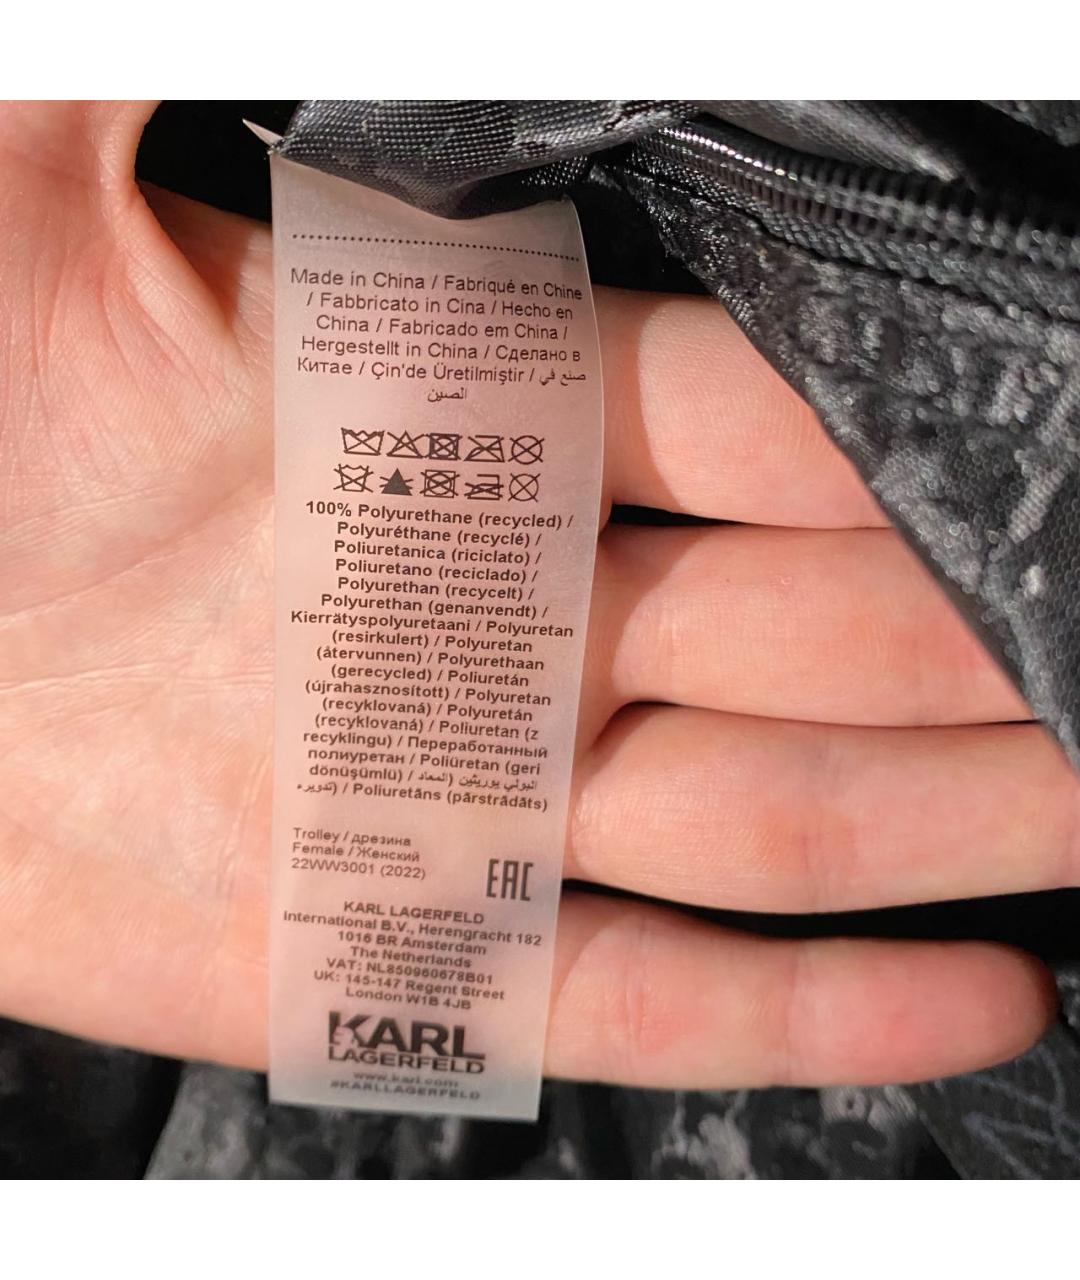 Made in China / Fabriqué en Chine
/ Fabbricato in Cina / Hecho en
China / Fabricado em China /
Hergestellt in China / Сделано в
Китае / Çin'de Üretilmiştir / صنع في
الصين
100% Polyurethane (recycled) /
Polyuréthane (recyclé) /
Poliuretanica (riciclato) /
Poliuretano (reciclado) /
Polyurethan (recycelt) /
Polyurethan (genanvendt) /
Kierrätyspolyuretaani / Polyuretan
(resirkulert) / Polyuretan
(återvunnen) / Polyurethaan
(gerecycled) / Poliuretán
(újrahasznosított) / Polyuretan
(recyklovaná) / Polyuretán
(recyklovaná) / Poliuretan (z
recyklingu) / Переработанный
полиуретан / Poliüretan (geri
dönüşümlü) / البولي يوريثين (المعاد
تدويره) / Poliuretāns (pārstrādāts)
Trolley / дрезина
Female / Женский
22WW3001 (2022)
EAC
KARL LAGERFELD
International B.V., Herengracht 182
1016 BR Amsterdam
The Netherlands
VAT: NL850960678B01
UK: 145-147 Regent Street
London W1B 4JB
KARL
LAGERFELD
www.karl.com
#KARLLAGERFELD